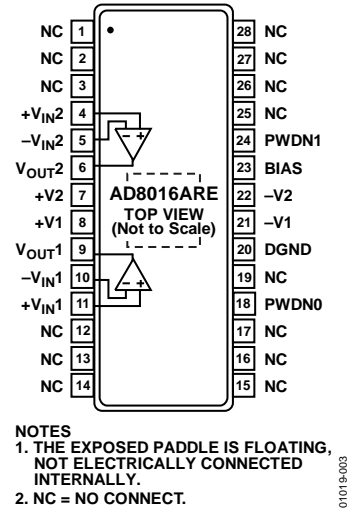 NC 1
NC 2
NC 3
+VIN2 4
–VIN2 5
VOUT2 6
+V2 7
+V1 8
VOUT1 9
–VIN1 10
+VIN1 11
NC 12
NC 13
NC 14
– +
AD8016ARE
TOP VIEW
(Not to Scale)
– +
28 NC
27 NC
26 NC
25 NC
24 PWDN1
23 BIAS
22 –V2
21 –V1
20 DGND
19 NC
18 PWDN0
17 NC
16 NC
15 NC
NOTES
1. THE EXPOSED PADDLE IS FLOATING,
NOT ELECTRICALLY CONNECTED
INTERNALLY.
2. NC = NO CONNECT.
01019-003